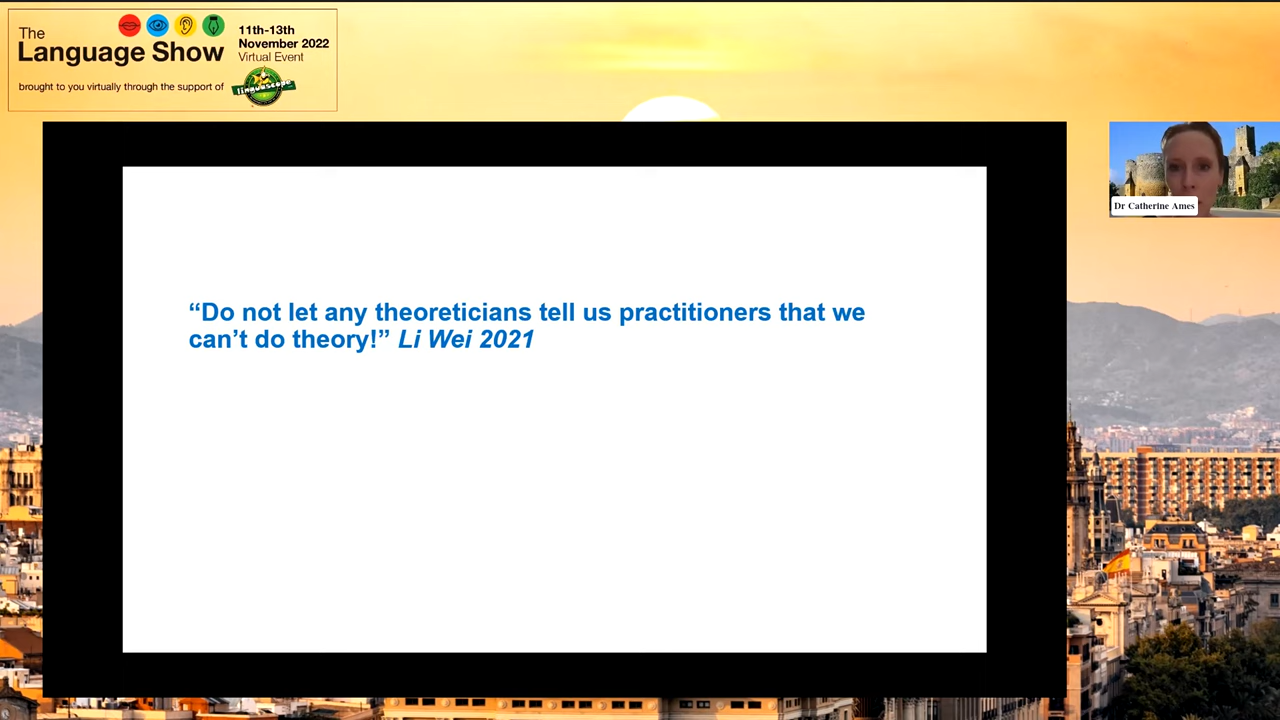 The
Language Show
11th-13th
November 2022
Virtual Event
brought to you virtually through the support of
linguascope
Dr Catherine Ames
“Do not let any theoreticians tell us practitioners that we
can’t do theory!” Li Wei 2021